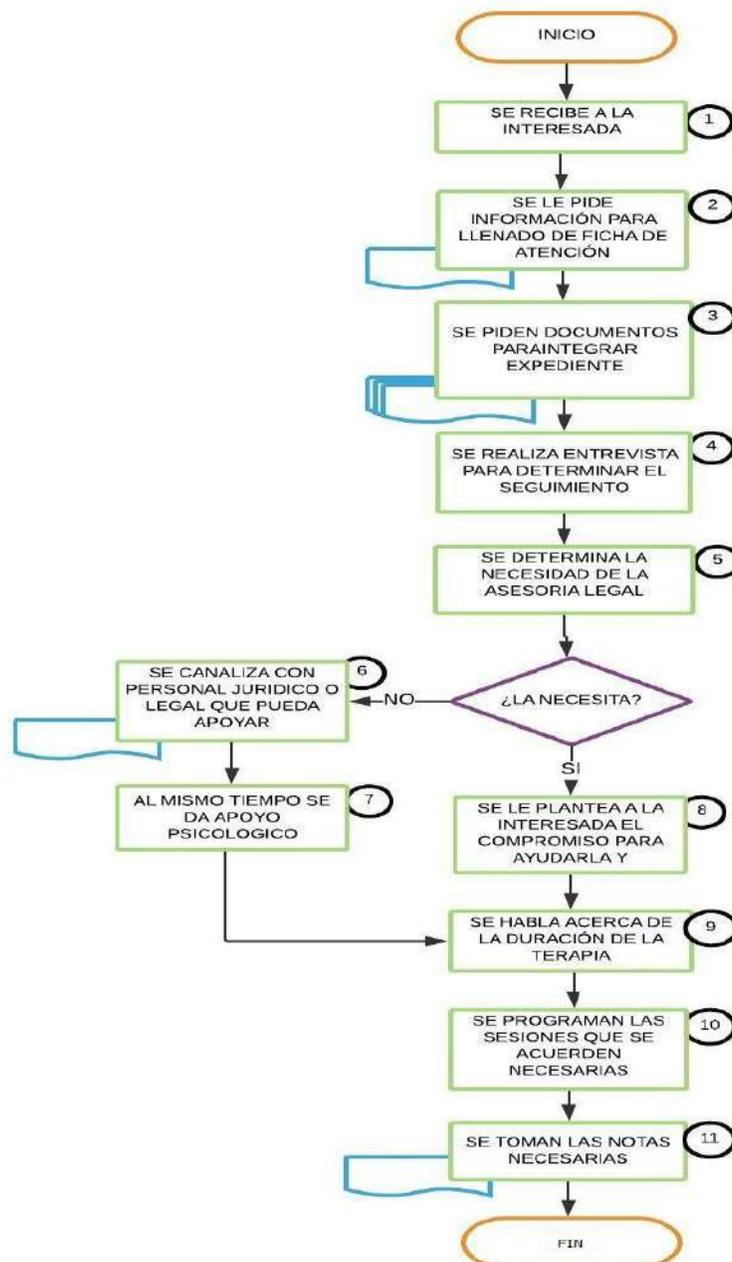 INICIO
SE RECIBE A LA
INTERESADA
1
SE LE PIDE
INFORMACIÓN PARA
LLENADO DE FICHA DE
ATENCIÓN
2
SE PIDEN DOCUMENTOS
PARAINTEGRAR
EXPEDIENTE
3
SE REALIZA ENTREVISTA
PARA DETERMINAR EL
SEGUIMIENTO
4
SE DETERMINA LA
NECESIDAD DE LA
ASESORIA LEGAL
5
¿LA NECESITA?
NO
SE CANALIZA CON
PERSONAL JURIDICO O
LEGAL QUE PUEDA
APOYAR
6
AL MISMO TIEMPO SE
DA APOYO
PSICOLOGICO
7
SI
SE LE PLANTEA A LA
INTERESADA EL
COMPROMISO PARA
AYUDARLA Y
8
SE HABLA ACERCA DE
LA DURACIÓN DE LA
TERAPIA
9
SE PROGRAMAN LAS
SESIONES QUE SE
ACUERDEN
NECESARIAS
10
SE TOMAN LAS NOTAS
NECESARIAS
11
FIN